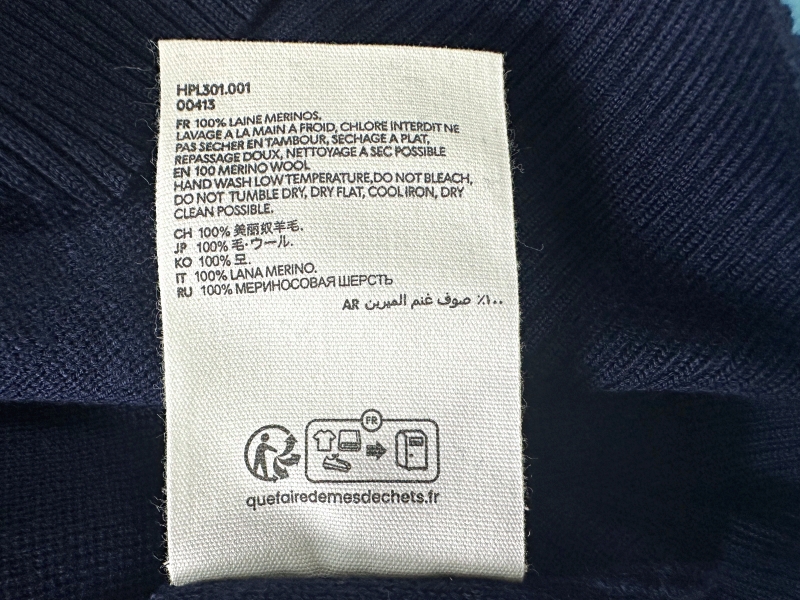 HPL301.001
00413
FR 100% LAINE MERINOS.
LAVAGE A LA MAIN A FROID, CHLORE INTERDIT NE
PAS SECHER EN TAMBOUR, SECHAGE A PLAT,
REPASSAGE DOUX, NETTOYAGE A SEC POSSIBLE
EN 100 MERINO WOOL
HAND WASH LOW TEMPERATURE,DO NOT BLEACH,
DO NOT TUMBLE DRY, DRY FLAT, COOL IRON, DRY
CLEAN POSSIBLE.
CH 100% 美丽奴羊毛.
JP 100% 毛·ウール.
KO 100% 모.
IT 100% LANA MERINO.
RU 100% МЕРИНОСОВАЯ ШЕРСТЬ
AR صوف غنم الميرين ٪١٠٠
FR
quefairedemesdechets.fr